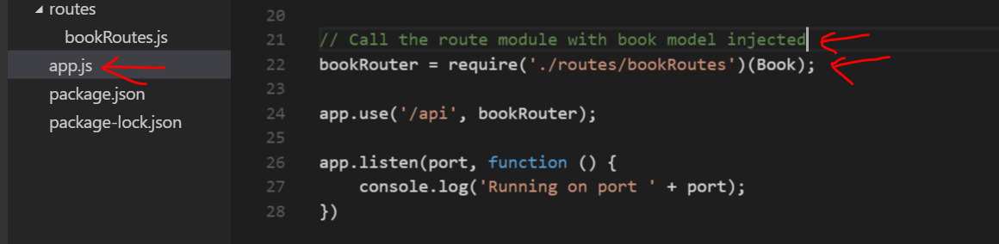 routes
bookRoutes.js
app.js
package.json
package-lock.json
20
21 // Call the route module with book model injected
22 bookRouter = require('./routes/bookRoutes')(Book);
23
24 app.use('/api', bookRouter);
25
26 app.listen(port, function () {
27 console.log('Running on port ' + port);
28 })